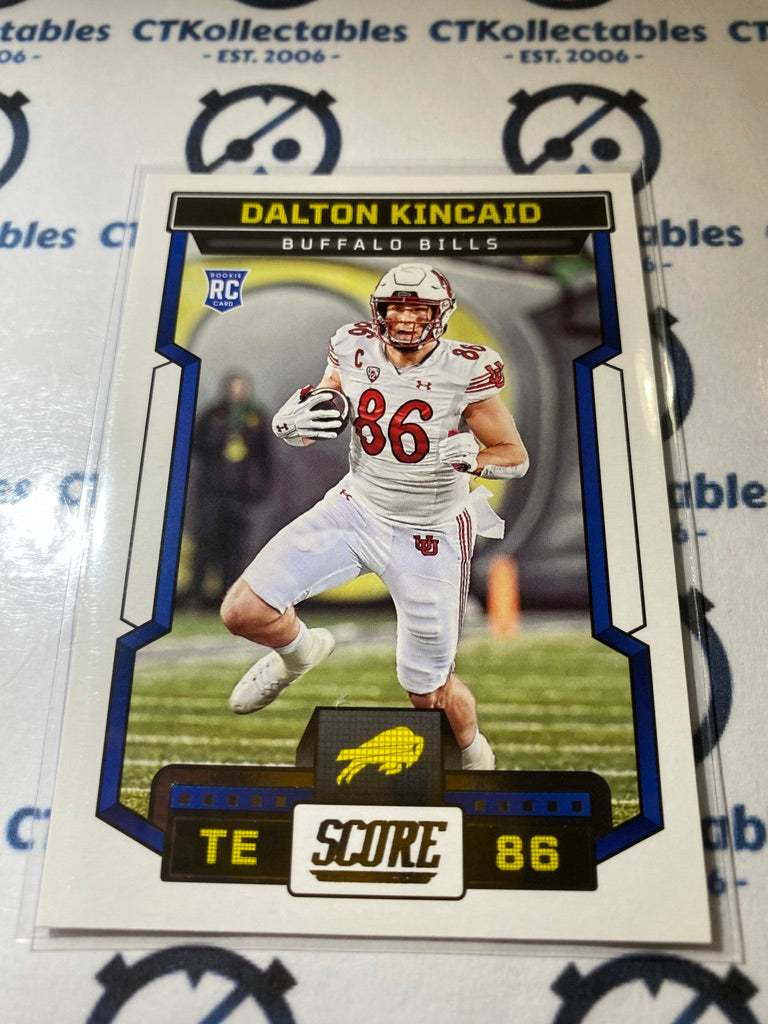 CTKollectables
- EST. 2006 -
CTKollectables
- EST. 2006 -
DALTON KINCAID
BUFFALO BILLS
ROOKIE
RC
CARD
86
C
86
86
SCORE
TE
86